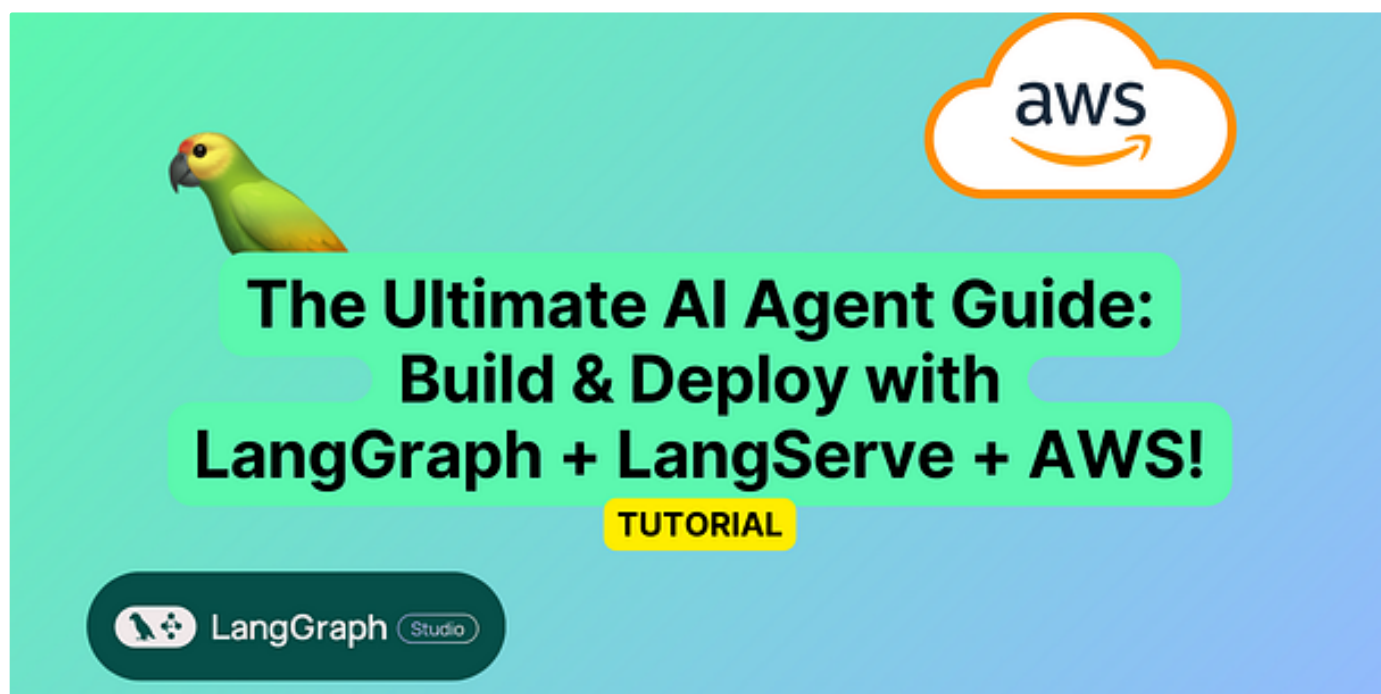 aws
The Ultimate AI Agent Guide:
Build & Deploy with
LangGraph + LangServe + AWS!
TUTORIAL
LangGraph Studio